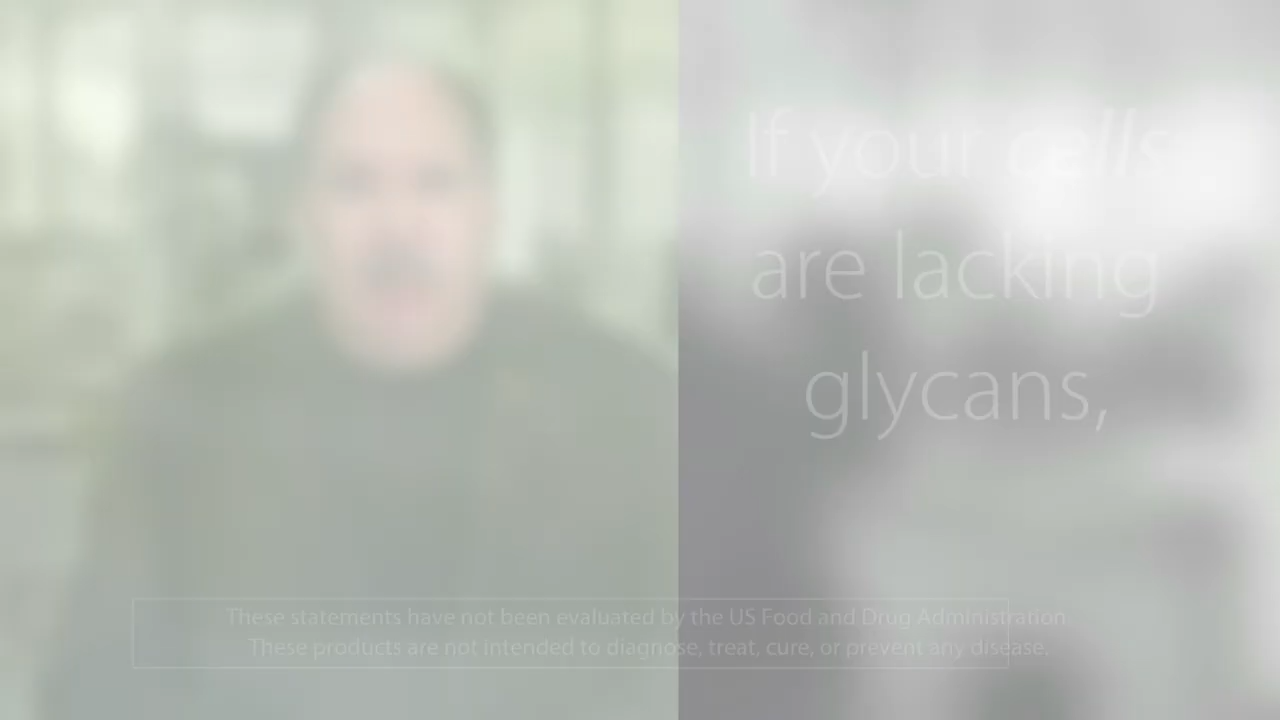 If your cells
are lacking
glycans,
These statements have not been evaluated by the US Food and Drug Administration.
These products are not intended to diagnose, treat, cure, or prevent any disease.